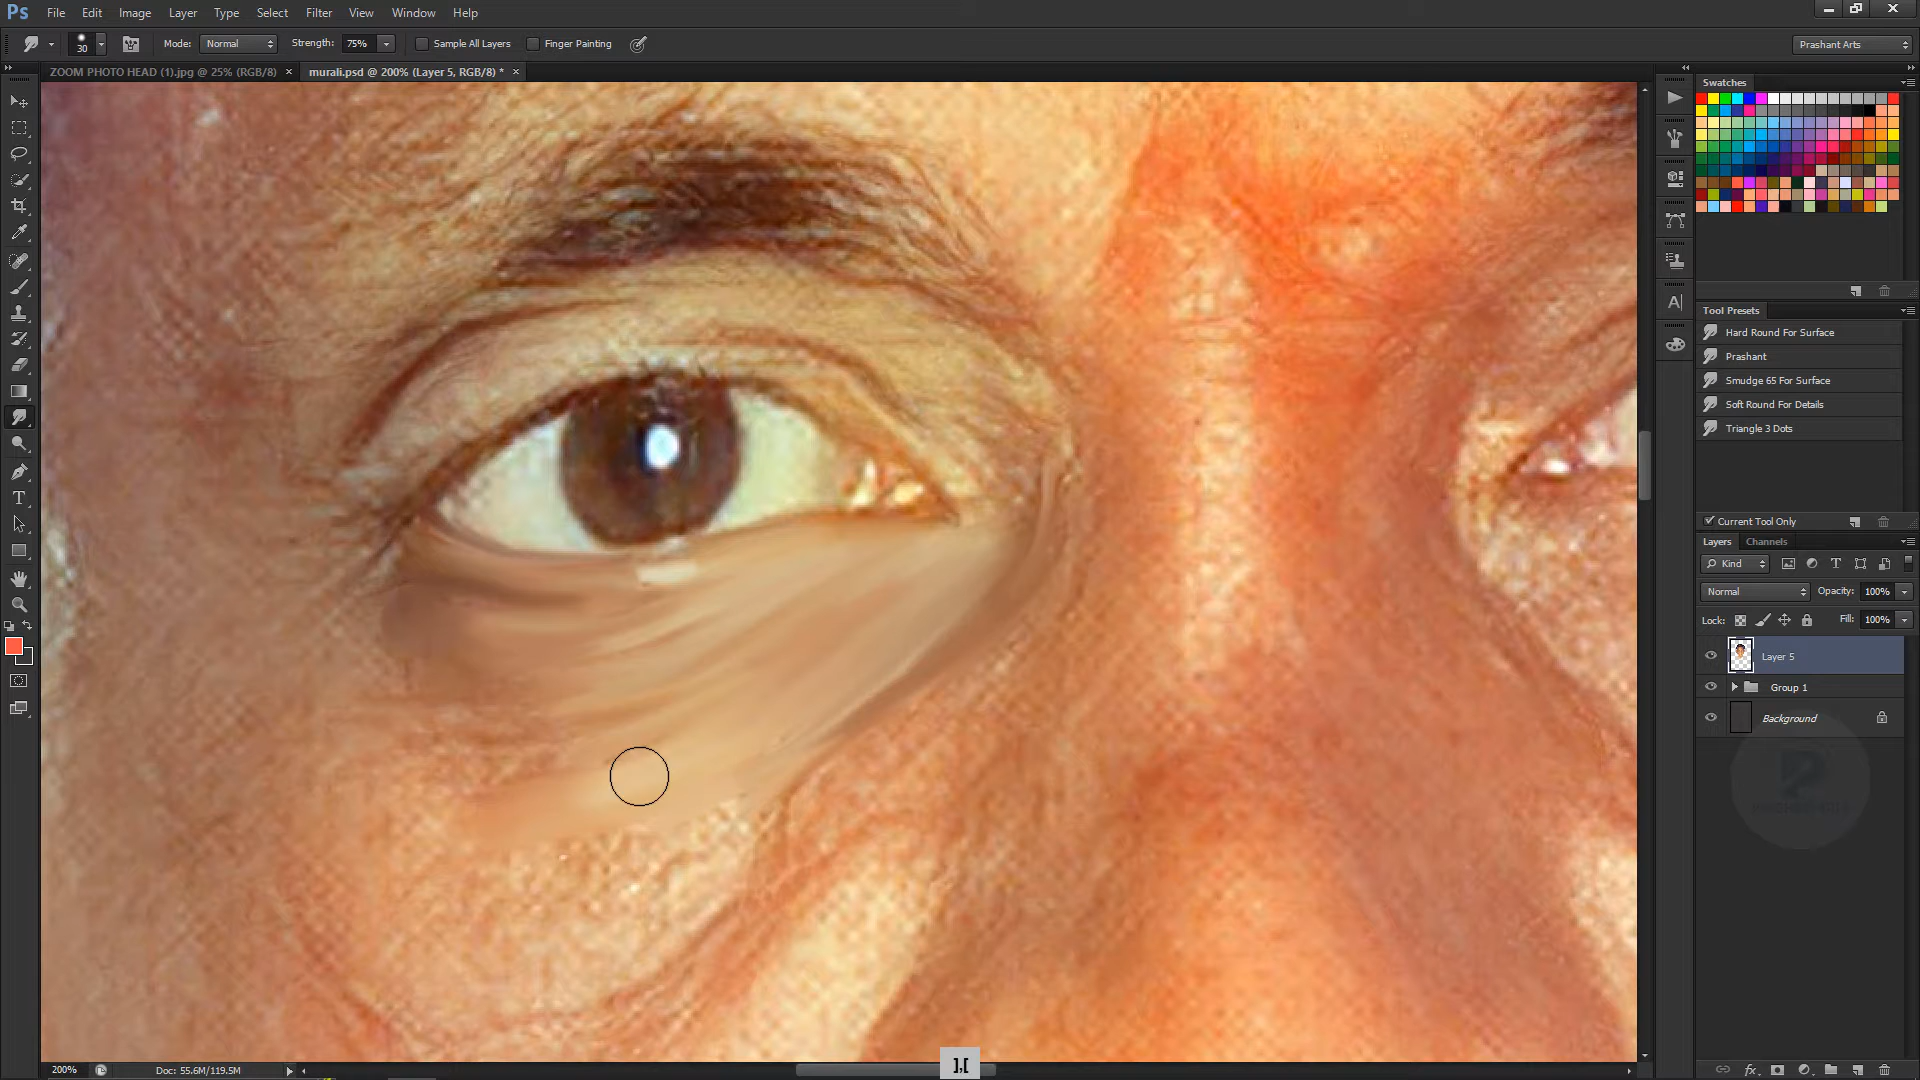 Ps File Edit Image Layer Type Select Filter View Window Help
30 Mode: Normal Strength: 75% Sample All Layers Finger Painting Prashant Arts
ZOOM PHOTO HEAD (1).jpg @ 25% (RGB/8) × murali.psd @ 200% (Layer 5, RGB/8) * ×
Swatches
Tool Presets
Hard Round For Surface
Prashant
Smudge 65 For Surface
Soft Round For Details
Triangle 3 Dots
Current Tool Only
Layers Channels
Kind
Normal Opacity: 100%
Lock: Fill: 100%
Layer 5
Group 1
Background
200% Doc: 55.6M/119.5M
],[